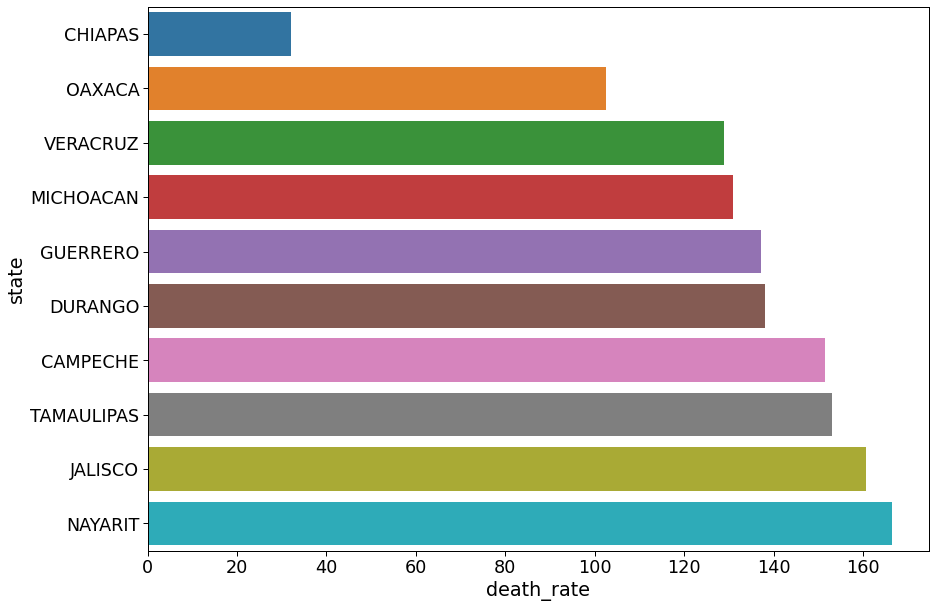 CHIAPAS
OAXACA
VERACRUZ
MICHOACAN
GUERRERO
DURANGO
CAMPECHE
TAMAULIPAS
JALISCO
NAYARIT
state
0 20 40 60 80 100 120 140 160
death_rate